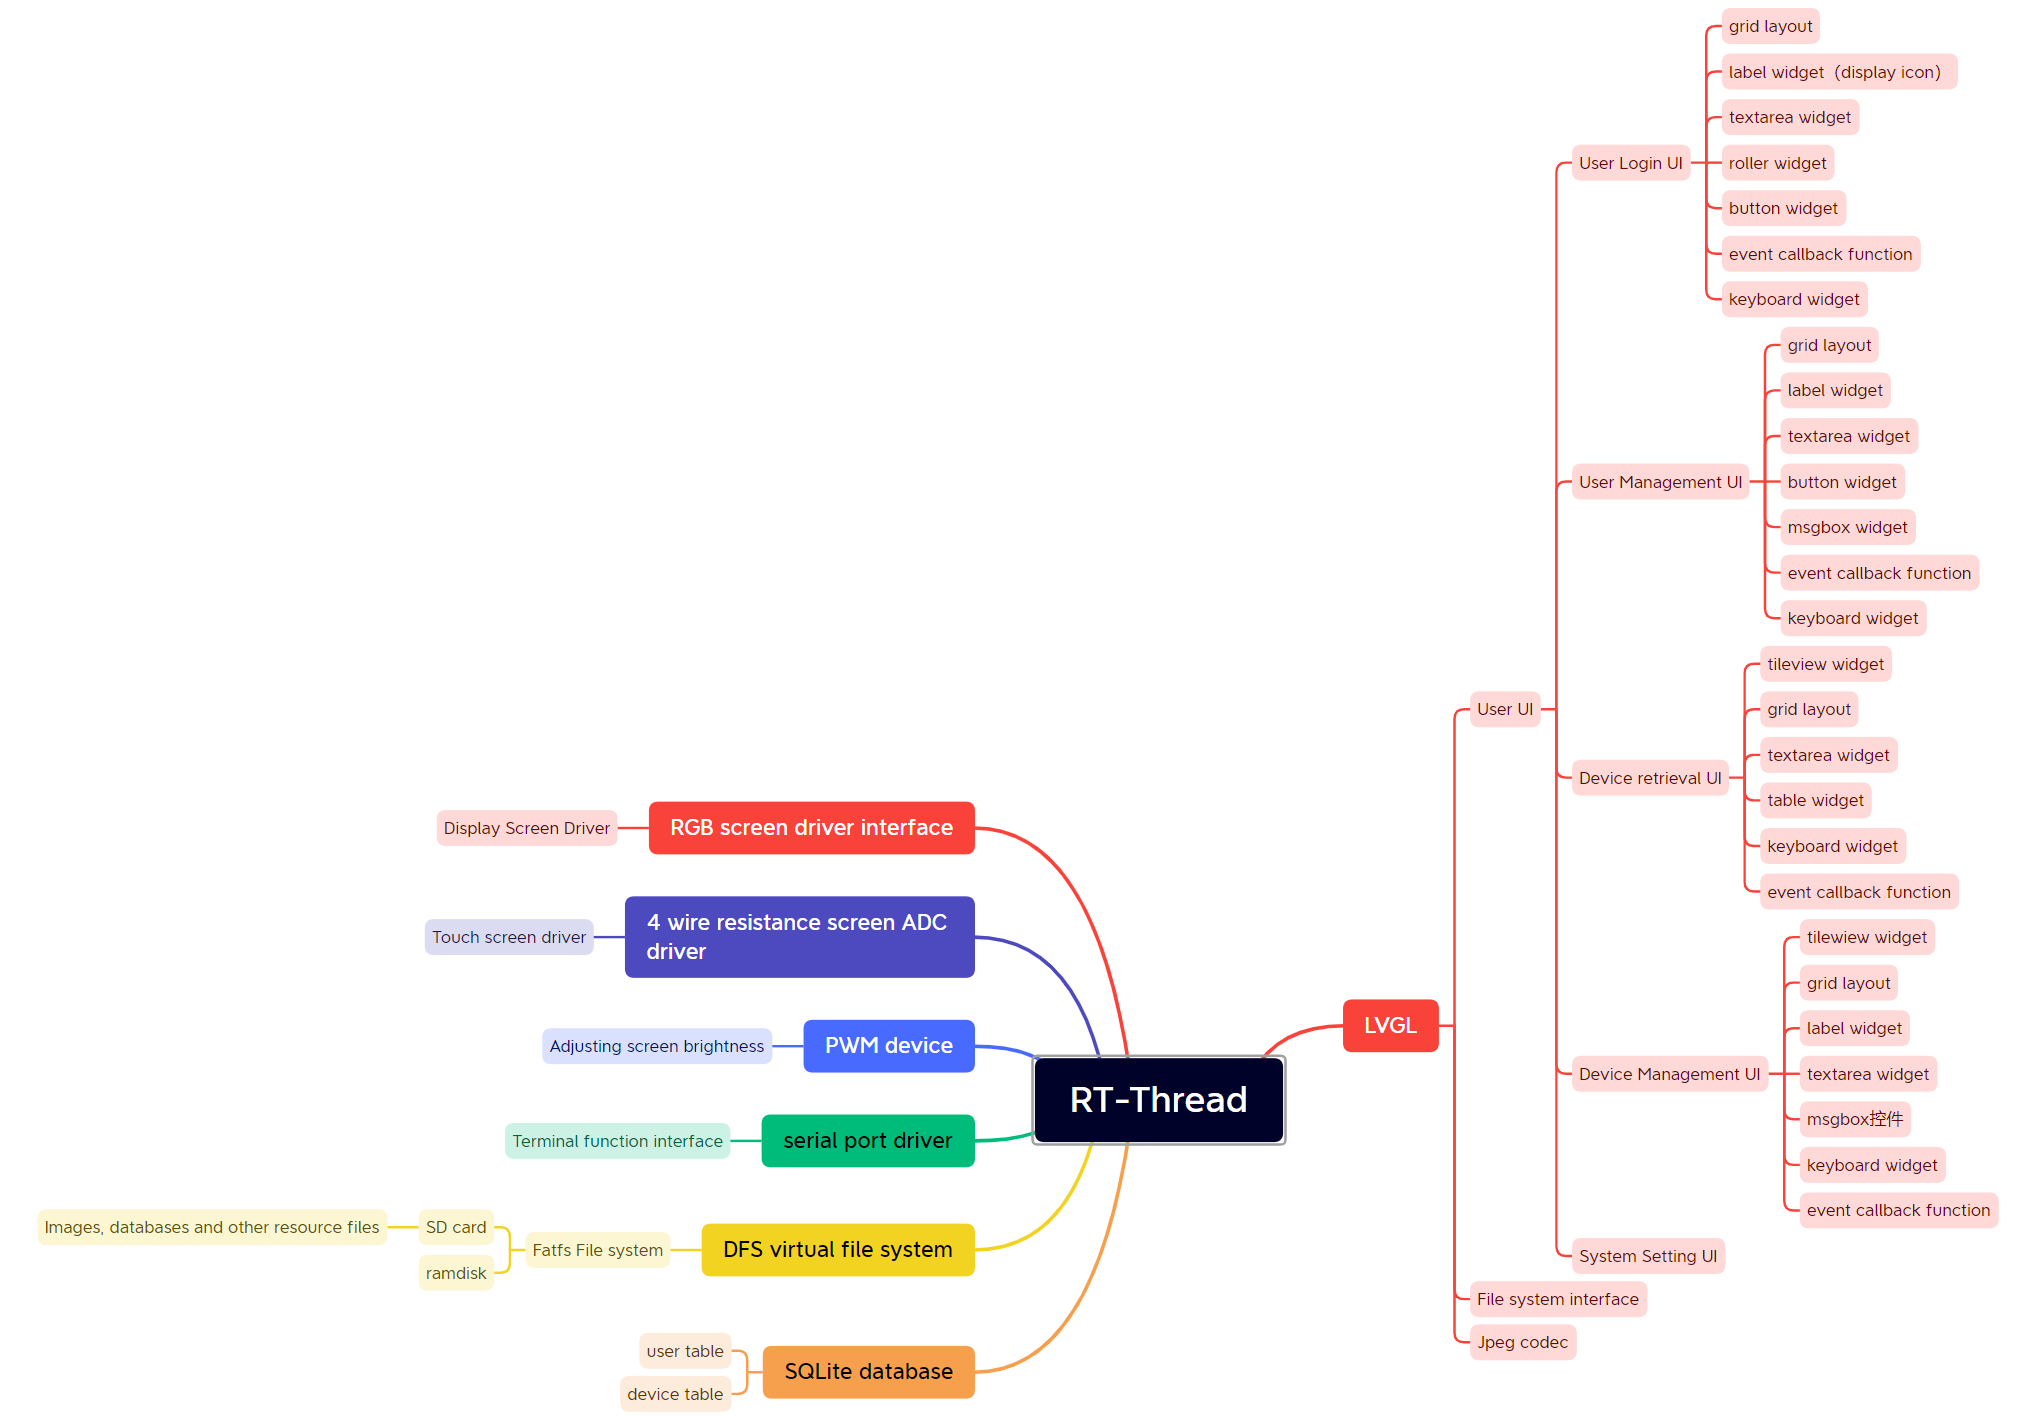 RT-Thread
RGB screen driver interface
Display Screen Driver
4 wire resistance screen ADC
driver
Touch screen driver
PWM device
Adjusting screen brightness
serial port driver
Terminal function interface
DFS virtual file system
Fatfs File system
SD card
Images, databases and other resource files
ramdisk
SQLite database
user table
device table
LVGL
User UI
User Login UI
grid layout
label widget（display icon）
textarea widget
roller widget
button widget
event callback function
keyboard widget
User Management UI
grid layout
label widget
textarea widget
button widget
msgbox widget
event callback function
keyboard widget
Device retrieval UI
tileview widget
grid layout
textarea widget
table widget
keyboard widget
event callback function
Device Management UI
tilewiew widget
grid layout
label widget
textarea widget
msgbox控件
keyboard widget
event callback function
System Setting UI
File system interface
Jpeg codec